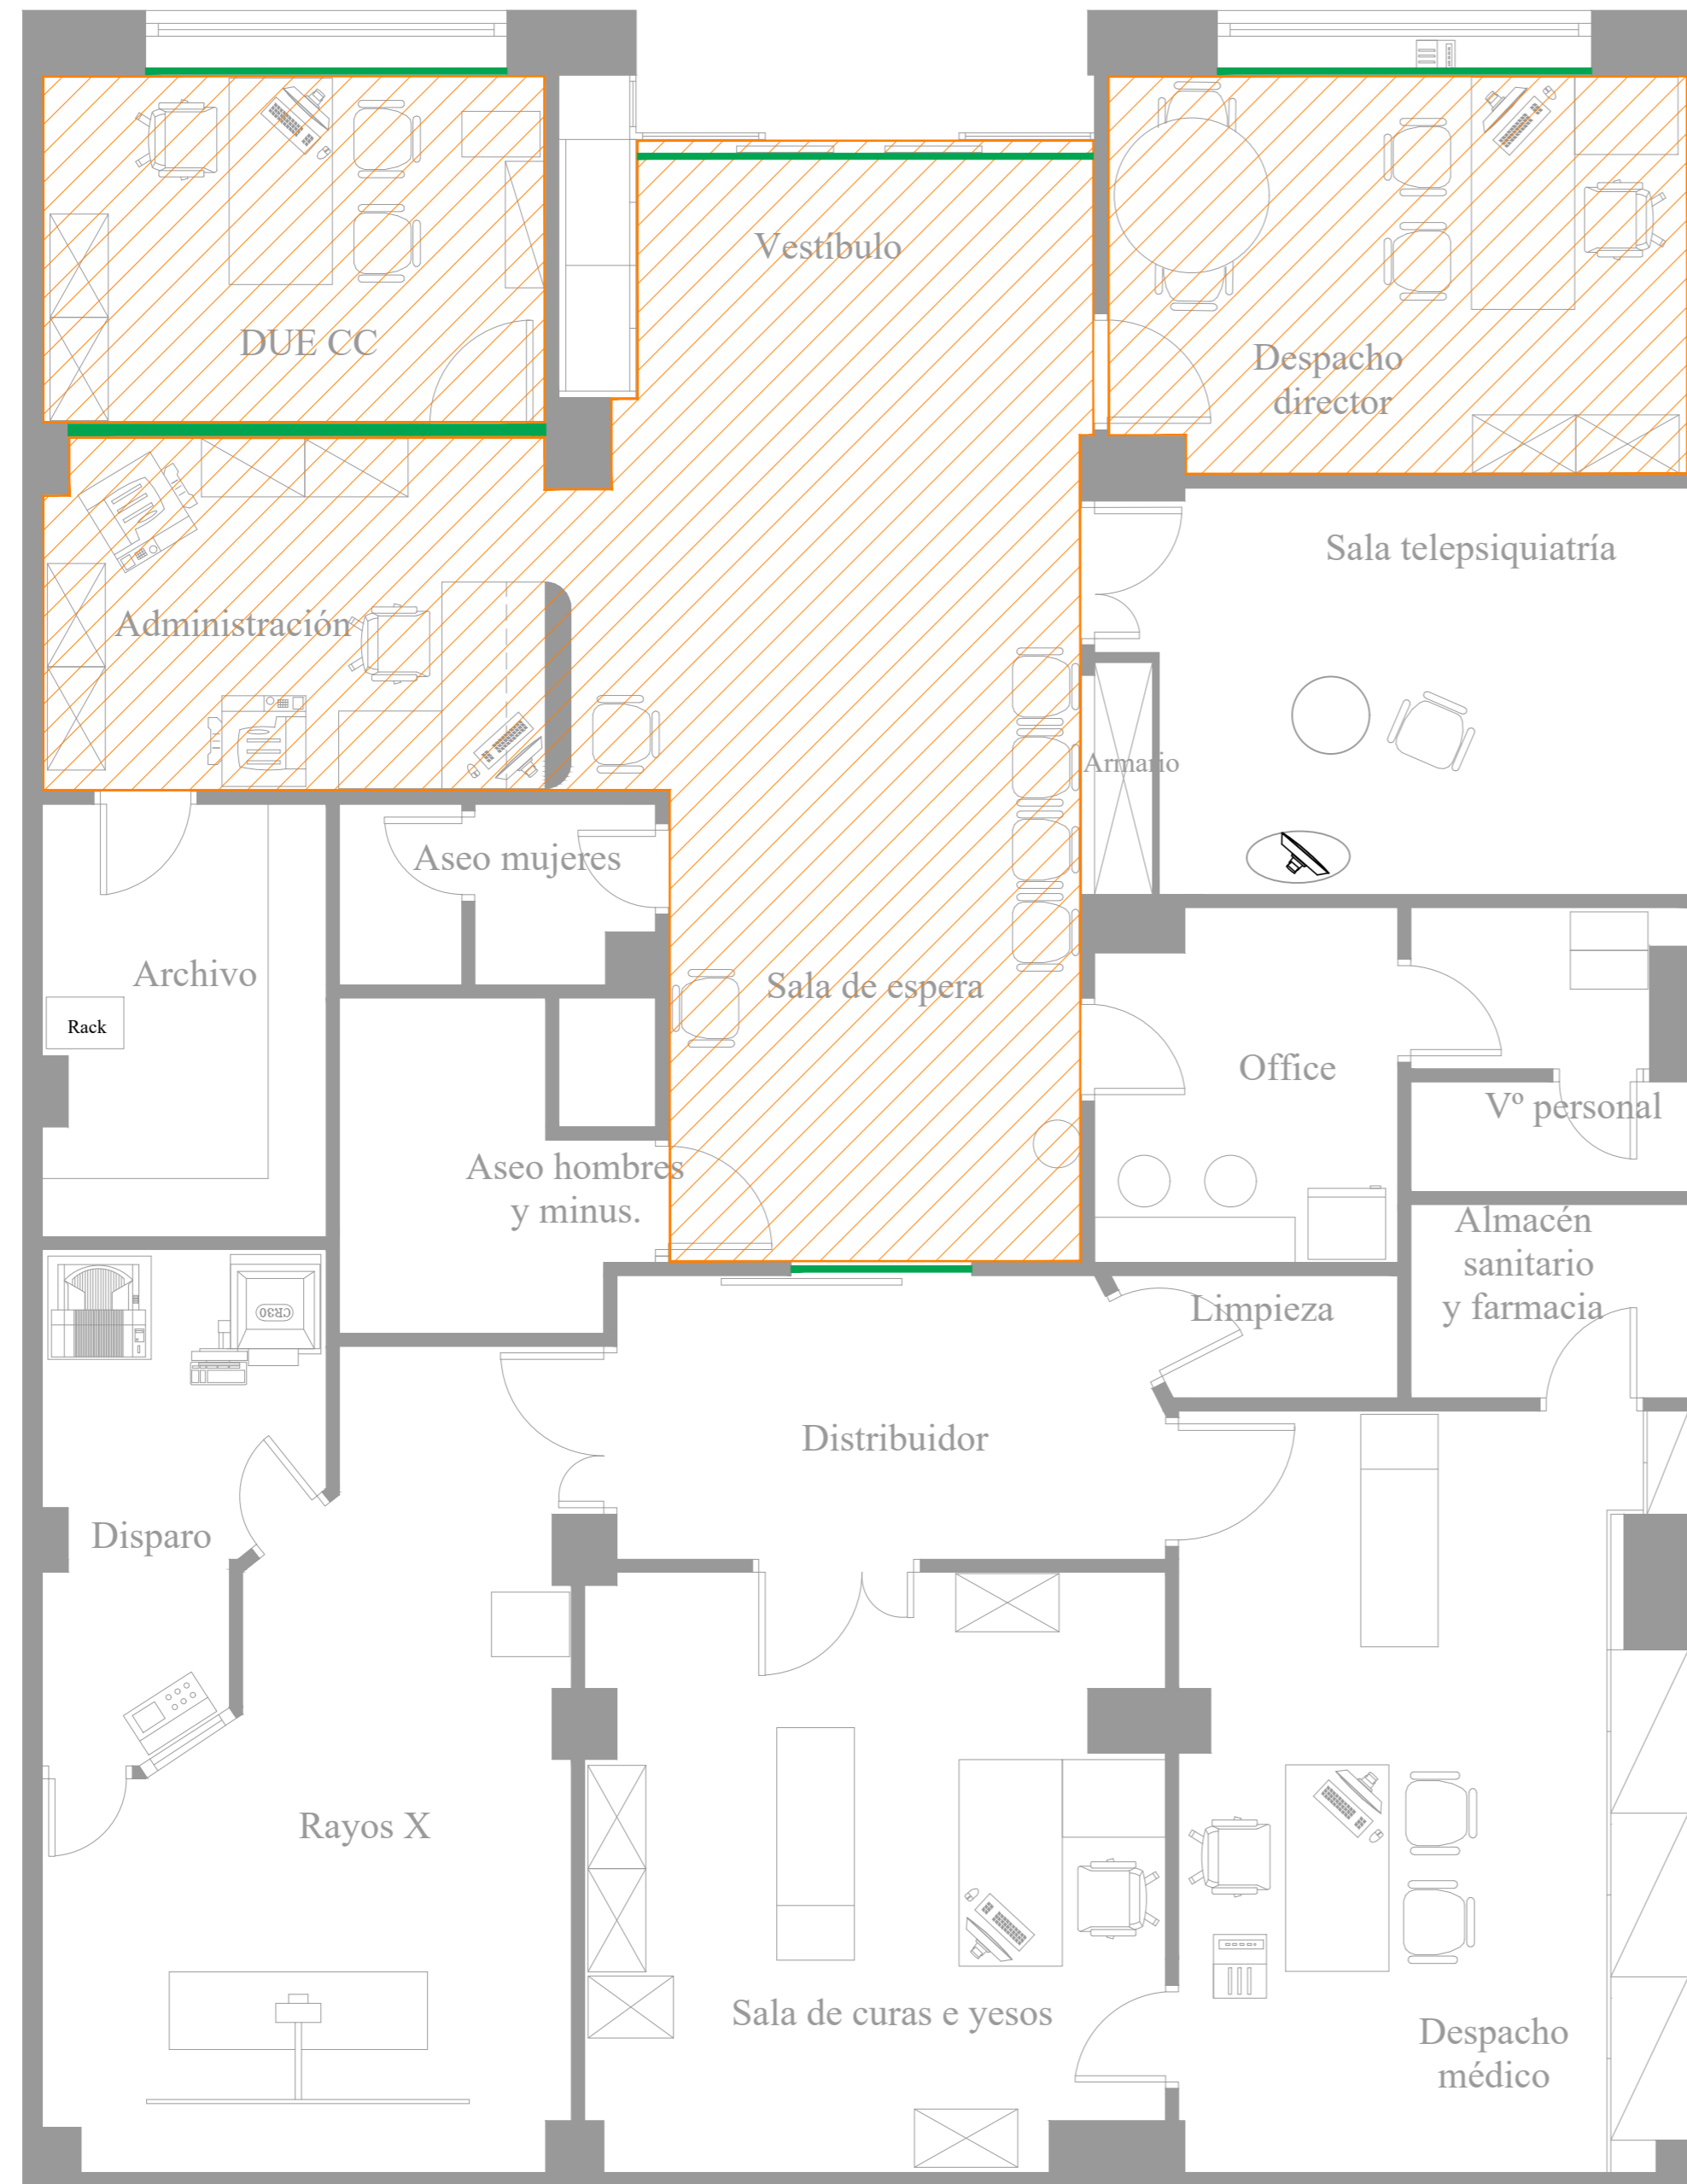 Vestíbulo
DUE CC
Despacho
director
Sala telepsiquiatría
Administración
Armario
Aseo mujeres
Archivo
Sala de espera
Rack
Office
Vº personal
Aseo hombres
y minus.
Almacén
sanitario
y farmacia
Limpieza
CR30
Distribuidor
Disparo
Rayos X
Sala de curas e yesos
Despacho
médico